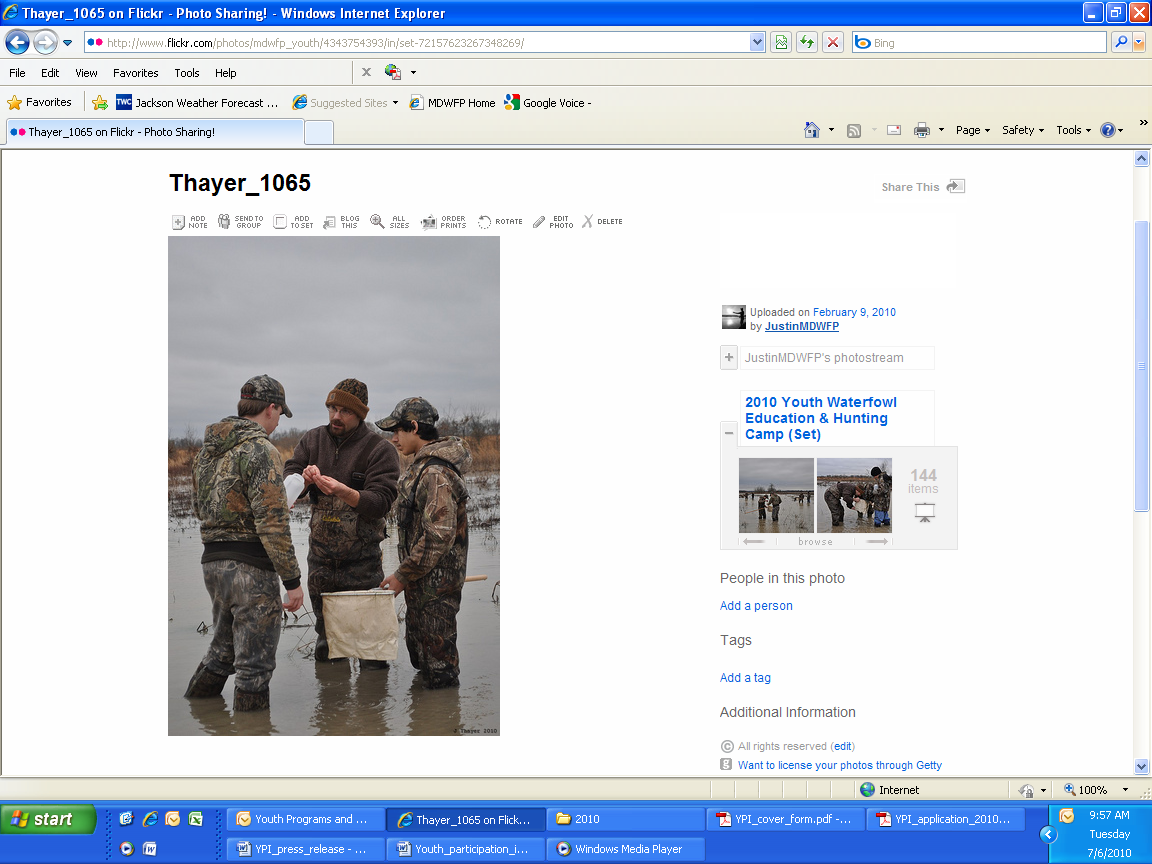 Thayer_1065 on Flickr - Photo Sharing! - Windows Internet Explorer
http://www.flickr.com/photos/mdwfp_youth/4343754393/in/set-72157623267348269/
Bing
File Edit View Favorites Tools Help
Favorites TWC Jackson Weather Forecast ... Suggested Sites MDWFP Home Google Voice -
Thayer_1065 on Flickr - Photo Sharing!
Page Safety Tools
Thayer_1065
Share This
ADD NOTE
SEND TO GROUP
ADD TO SET
BLOG THIS
ALL SIZES
ORDER PRINTS
ROTATE
EDIT PHOTO
DELETE
© Thayer 2010
Uploaded on February 9, 2010
by JustinMDWFP
JustinMDWFP's photostream
2010 Youth Waterfowl
Education & Hunting
Camp (Set)
144
items
browse
People in this photo
Add a person
Tags
Add a tag
Additional Information
© All rights reserved (edit)
g Want to license your photos through Getty
Internet
100%
start
Youth Programs and ...
Thayer_1065 on Flick...
2010
YPI_cover_form.pdf -...
YPI_application_2010...
YPI_press_release - ...
Youth_participation_i...
Windows Media Player
9:57 AM
Tuesday
7/6/2010